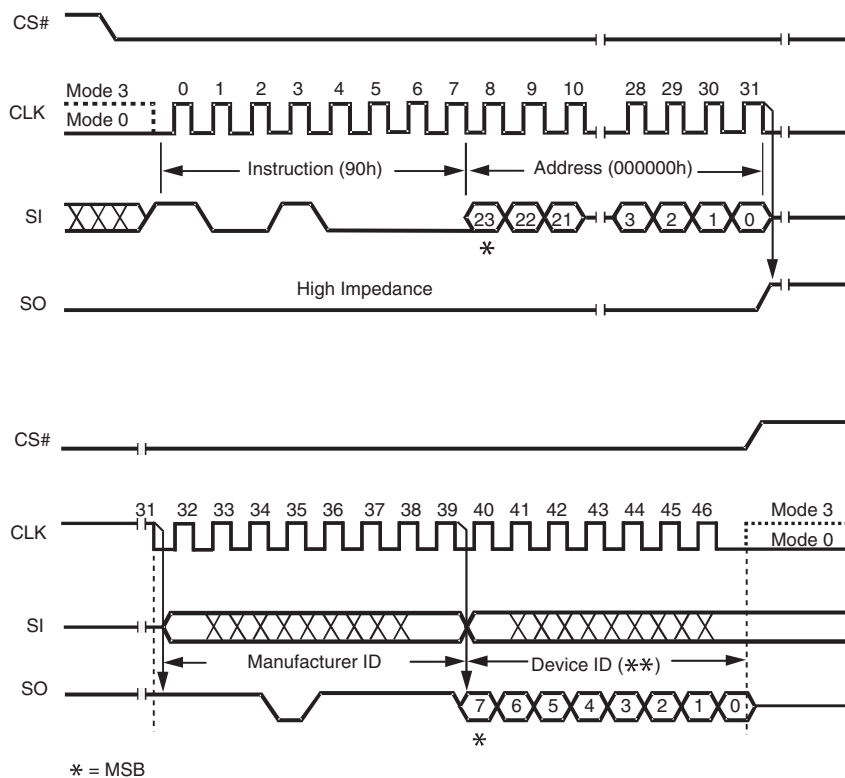 CS#
Mode 3 0 1 2 3 4 5 6 7 8 9 10 28 29 30 31
CLK
Mode 0
Instruction (90h) Address (000000h)
SI 23 22 21 3 2 1 0
*
High Impedance
SO
CS#
31 32 33 34 35 36 37 38 39 40 41 42 43 44 45 46 Mode 3
CLK
Mode 0
SI
Manufacturer ID Device ID (**)
SO 7 6 5 4 3 2 1 0
*
* = MSB